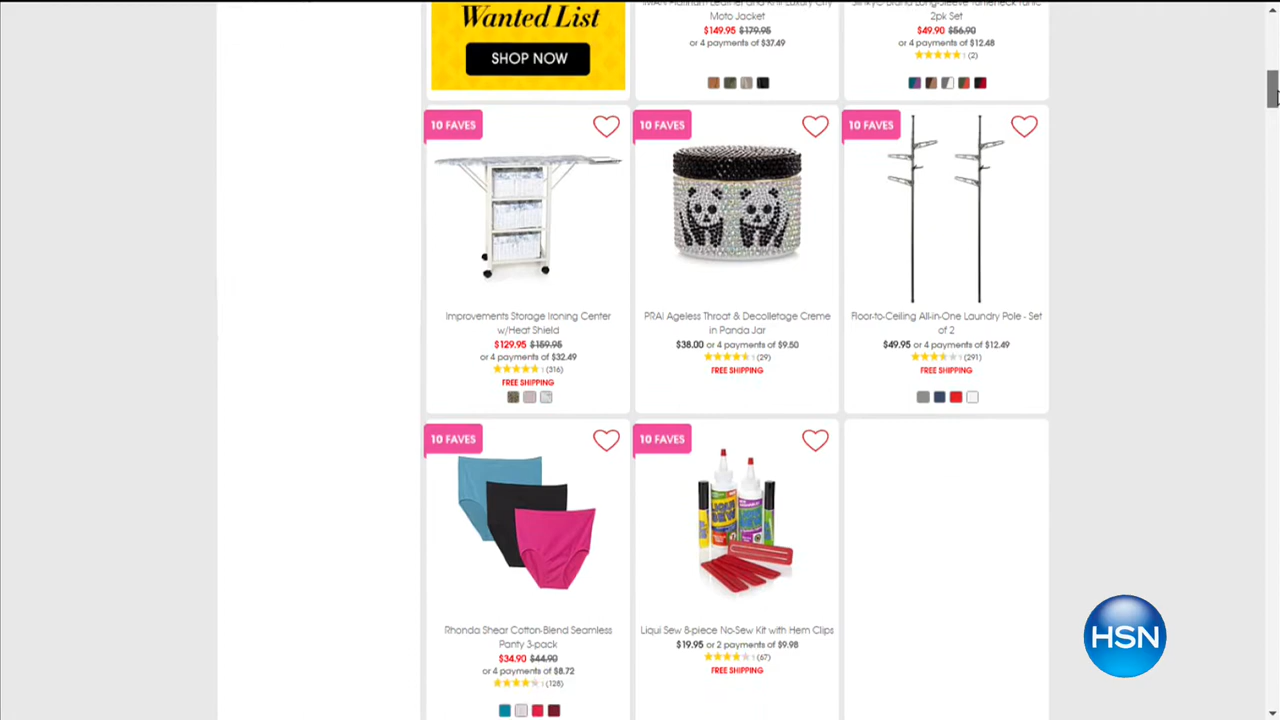 Wanted List
SHOP NOW
Moto Jacket
$149.95 $179.95
or 4 payments of $37.49
2pk Set
$49.90 $56.90
or 4 payments of $12.48
(2)
10 FAVES
10 FAVES
10 FAVES
Improvements Storage Ironing Center
w/Heat Shield
$129.95 $159.95
or 4 payments of $32.49
(316)
FREE SHIPPING
PRAI Ageless Throat & Decolletage Creme
in Panda Jar
$38.00 or 4 payments of $9.50
(29)
FREE SHIPPING
Floor-to-Ceiling All-in-One Laundry Pole - Set
of 2
$49.95 or 4 payments of $12.49
(291)
FREE SHIPPING
10 FAVES
10 FAVES
Rhonda Shear Cotton-Blend Seamless
Panty 3-pack
$34.90 $44.90
or 4 payments of $8.72
(128)
Liqui Sew 8-piece No-Sew Kit with Hem Clips
$19.95 or 2 payments of $9.98
(67)
FREE SHIPPING
HSN